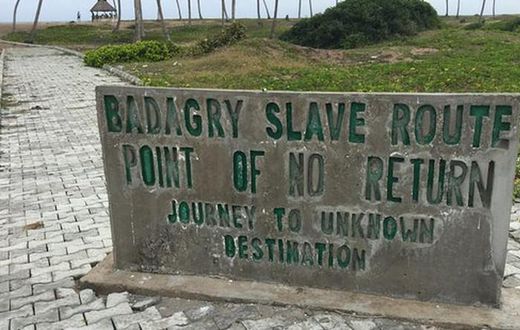 BADAGRY SLAVE ROUTE
POINT OF NO RETURN
JOURNEY TO UNKNOWN
DESTINATION